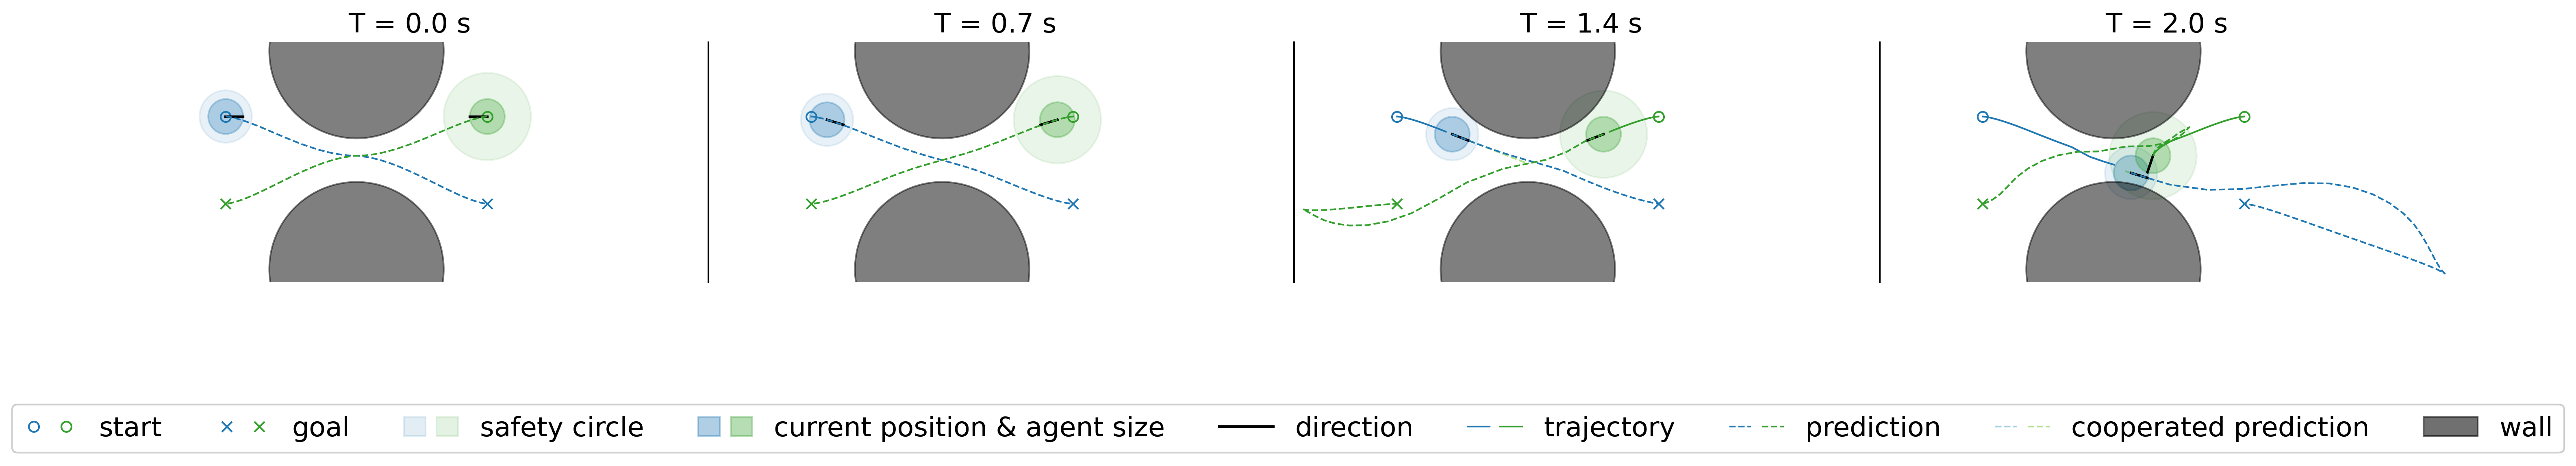 T = 0.0 s
T = 0.7 s
T = 1.4 s
T = 2.0 s
start goal safety circle current position & agent size direction trajectory prediction cooperated prediction wall